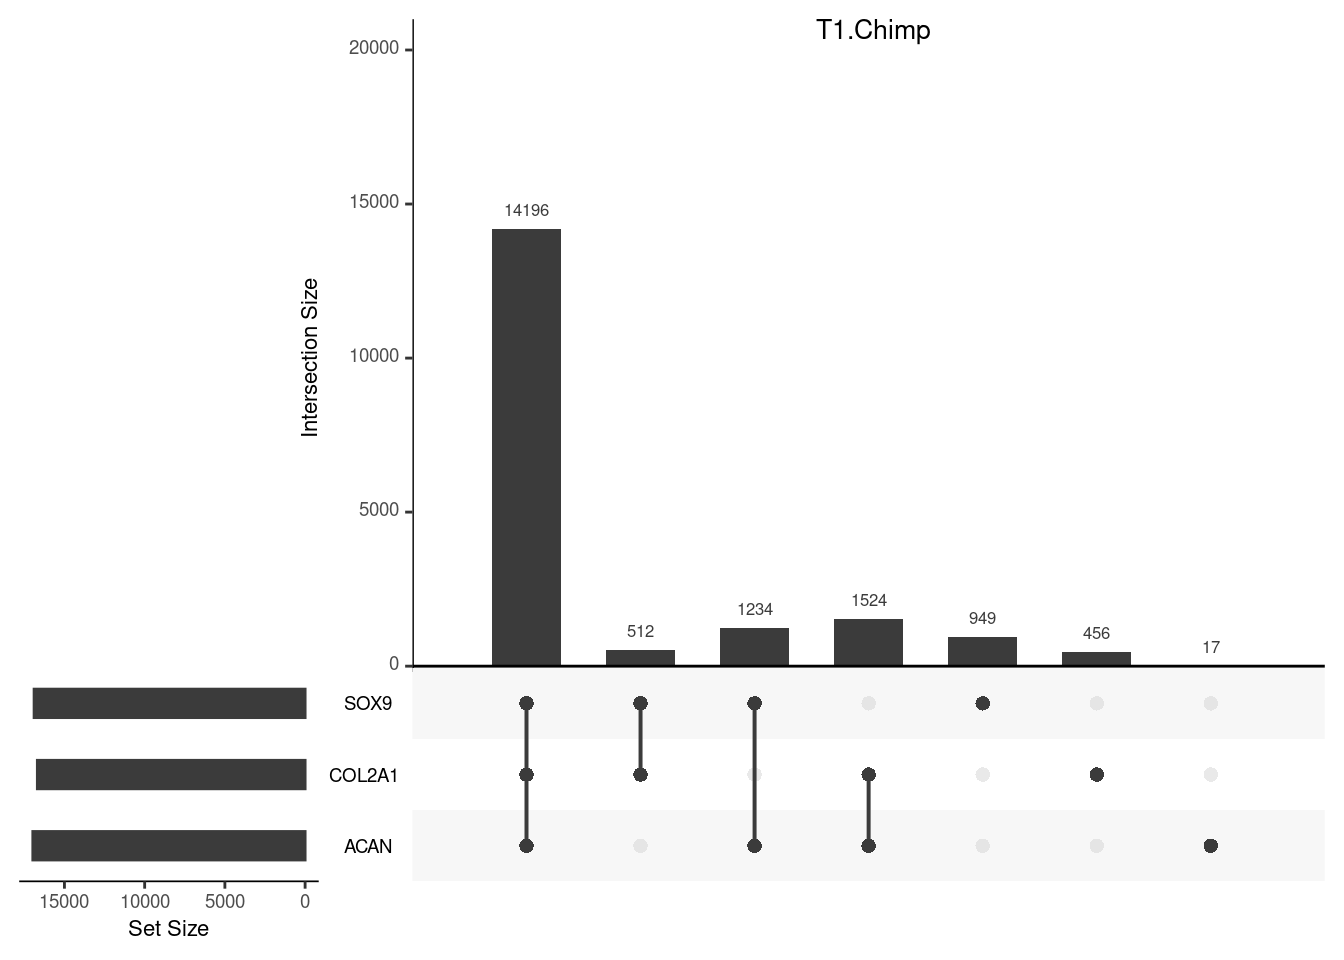 T1.Chimp
20000
15000
10000
5000
0
Intersection Size
14196
512
1234
1524
949
456
17
SOX9
COL2A1
ACAN
15000 10000 5000 0
Set Size